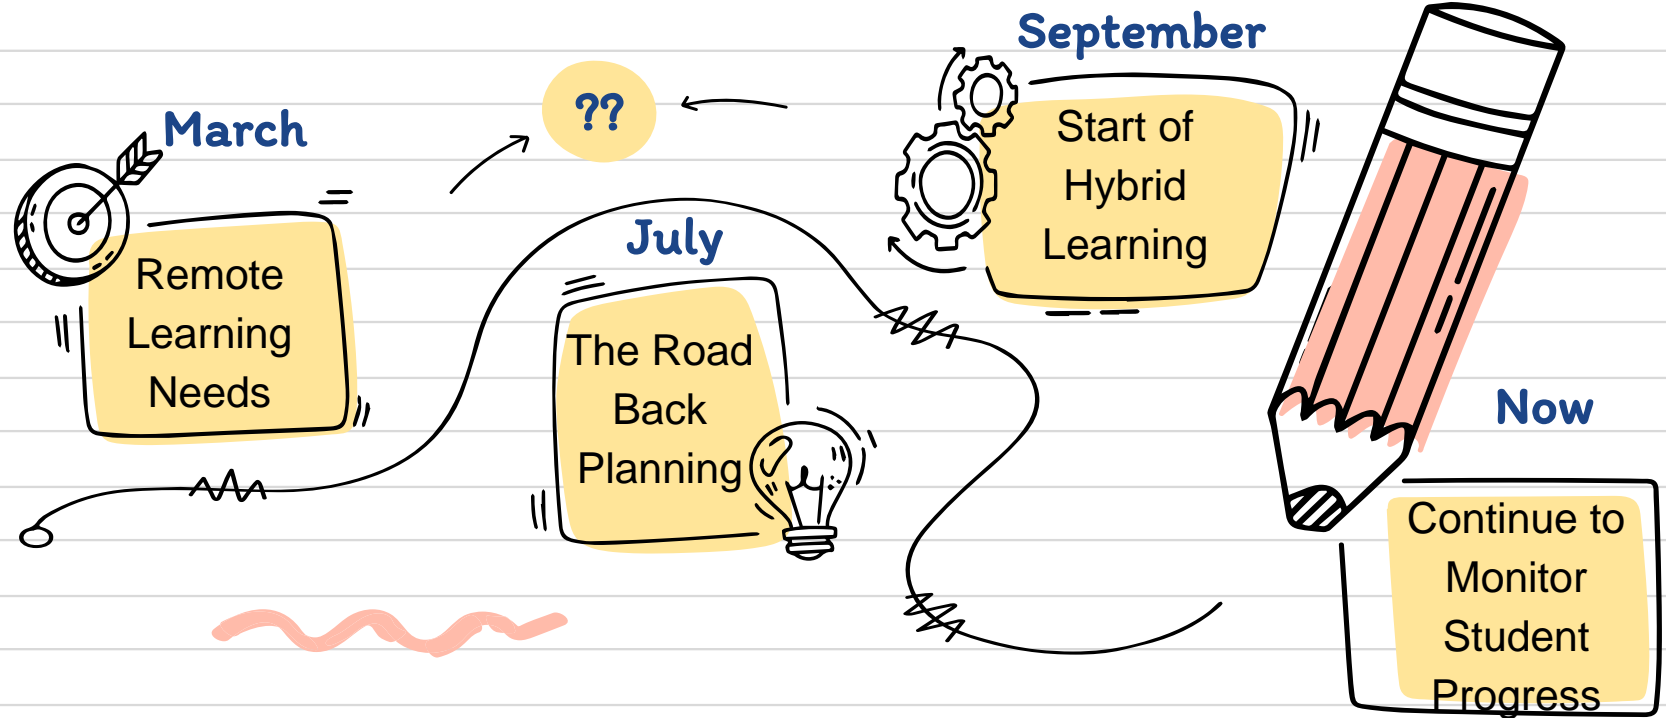 March
Remote
Learning
Needs
??
July
The Road
Back
Planning
September
Start of
Hybrid
Learning
Now
Continue to
Monitor
Student
Progress